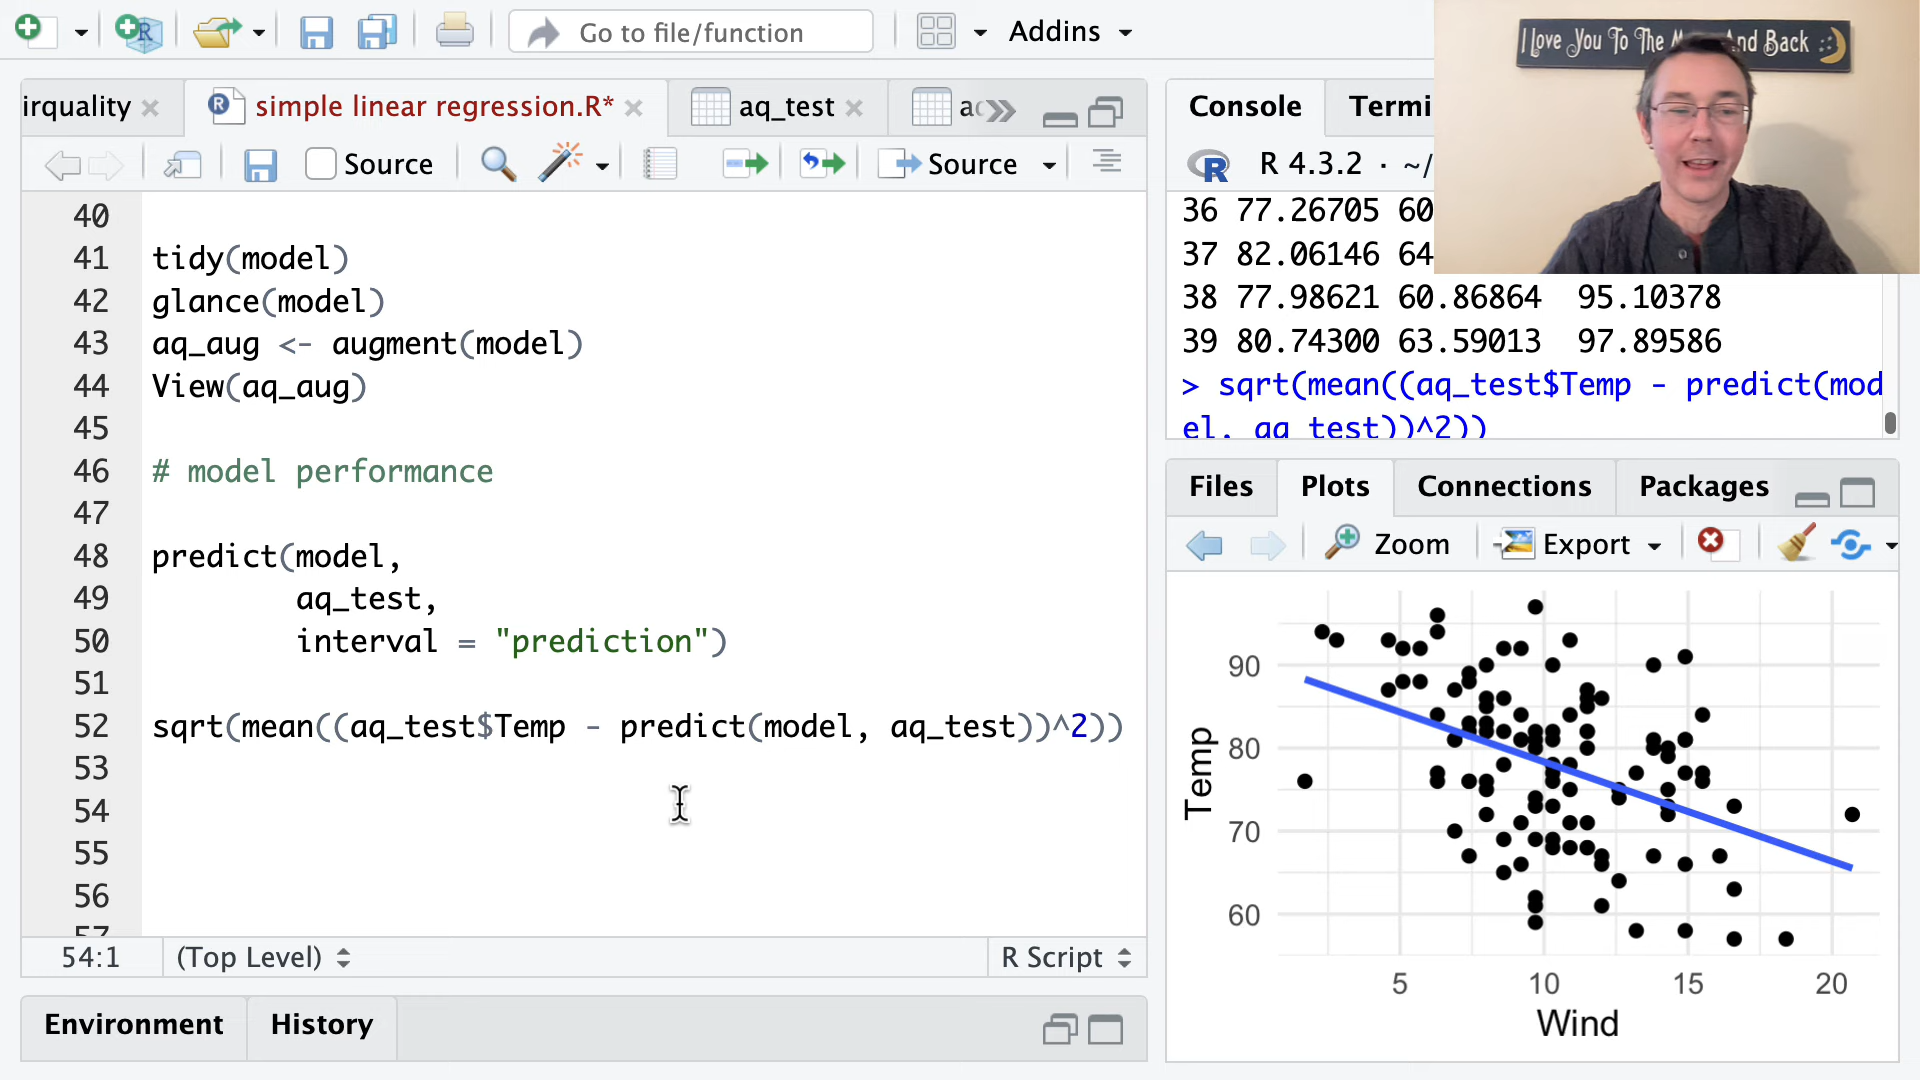 Go to file/function
Addins
I Love You To The Moon And Back
irquality
simple linear regression.R*
aq_test
Console
Source
Source
R 4.3.2 · ~/
40
41 tidy(model)
42 glance(model)
43 aq_aug <- augment(model)
44 View(aq_aug)
45
46 # model performance
47
48 predict(model,
49 aq_test,
50 interval = "prediction")
51
52 sqrt(mean((aq_test$Temp - predict(model, aq_test))^2))
53
54
55
56
57
54:1 (Top Level) R Script
Environment History
36 77.26705 60
37 82.06146 64
38 77.98621 60.86864 95.10378
39 80.74300 63.59013 97.89586
> sqrt(mean((aq_test$Temp - predict(mod
el, aq_test))^2))
Files Plots Connections Packages
Zoom Export
90
80
70
60
Temp
5 10 15 20
Wind